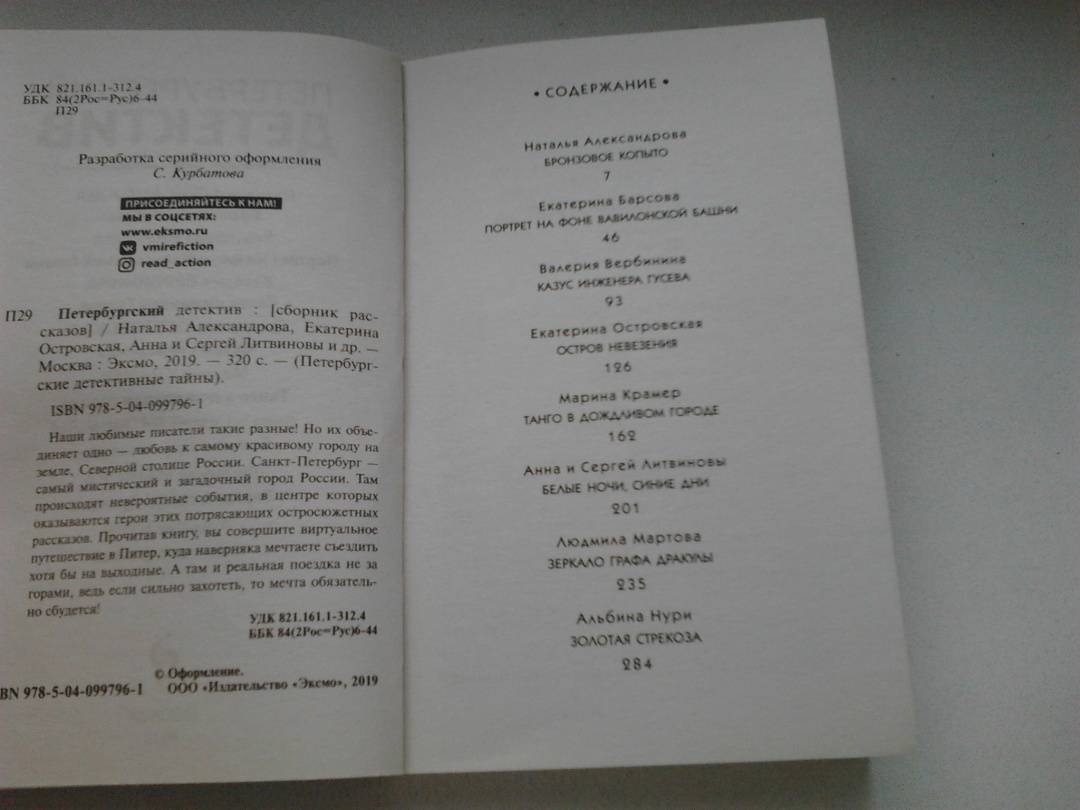 УДК 821.161.1-312.4
ББК 84(2Рос=Рус)6-44
П29
Разработка серийного оформления
С. Курбатова
ПРИСОЕДИНЯЙТЕСЬ К НАМ!
МЫ В СОЦСЕТЯХ:
www.eksmo.ru
vmirefiction
read_action
П29 Петербургский детектив : [сборник рас-
сказов] / Наталья Александрова, Екатерина
Островская, Анна и Сергей Литвиновы и др. —
Москва : Эксмо, 2019. — 320 с. — (Петербург-
ские детективные тайны).
ISBN 978-5-04-099796-1
Наши любимые писатели такие разные! Но их объе-
диняет одно — любовь к самому красивому городу на
земле, Северной столице России. Санкт-Петербург —
самый мистический и загадочный город России. Там
происходят невероятные события, в центре которых
оказываются герои этих потрясающих остросюжетных
рассказов. Прочитав книгу, вы совершите виртуальное
путешествие в Питер, куда наверняка мечтаете съездить
хотя бы на выходные. А там и реальная поездка не за
горами, ведь если сильно захотеть, то мечта обязатель-
но сбудется!
УДК 821.161.1-312.4
ББК 84(2Рос=Рус)6-44
© Оформление.
BN 978-5-04-099796-1 ООО «Издательство «Эксмо», 2019
• СОДЕРЖАНИЕ •
Наталья Александрова
БРОНЗОВОЕ КОПЫТО
7
Екатерина Барсова
ПОРТРЕТ НА ФОНЕ ВАВИЛОНСКОЙ БАШНИ
46
Валерия Вербинина
КАЗУС ИНЖЕНЕРА ГУСЕВА
93
Екатерина Островская
ОСТРОВ НЕВЕЗЕНИЯ
126
Марина Крамер
ТАНГО В ДОЖДЛИВОМ ГОРОДЕ
162
Анна и Сергей Литвиновы
БЕЛЫЕ НОЧИ, СИНИЕ ДНИ
201
Людмила Мартова
ЗЕРКАЛО ГРАФА ДРАКУЛЫ
235
Альбина Нури
ЗОЛОТАЯ СТРЕКОЗА
284